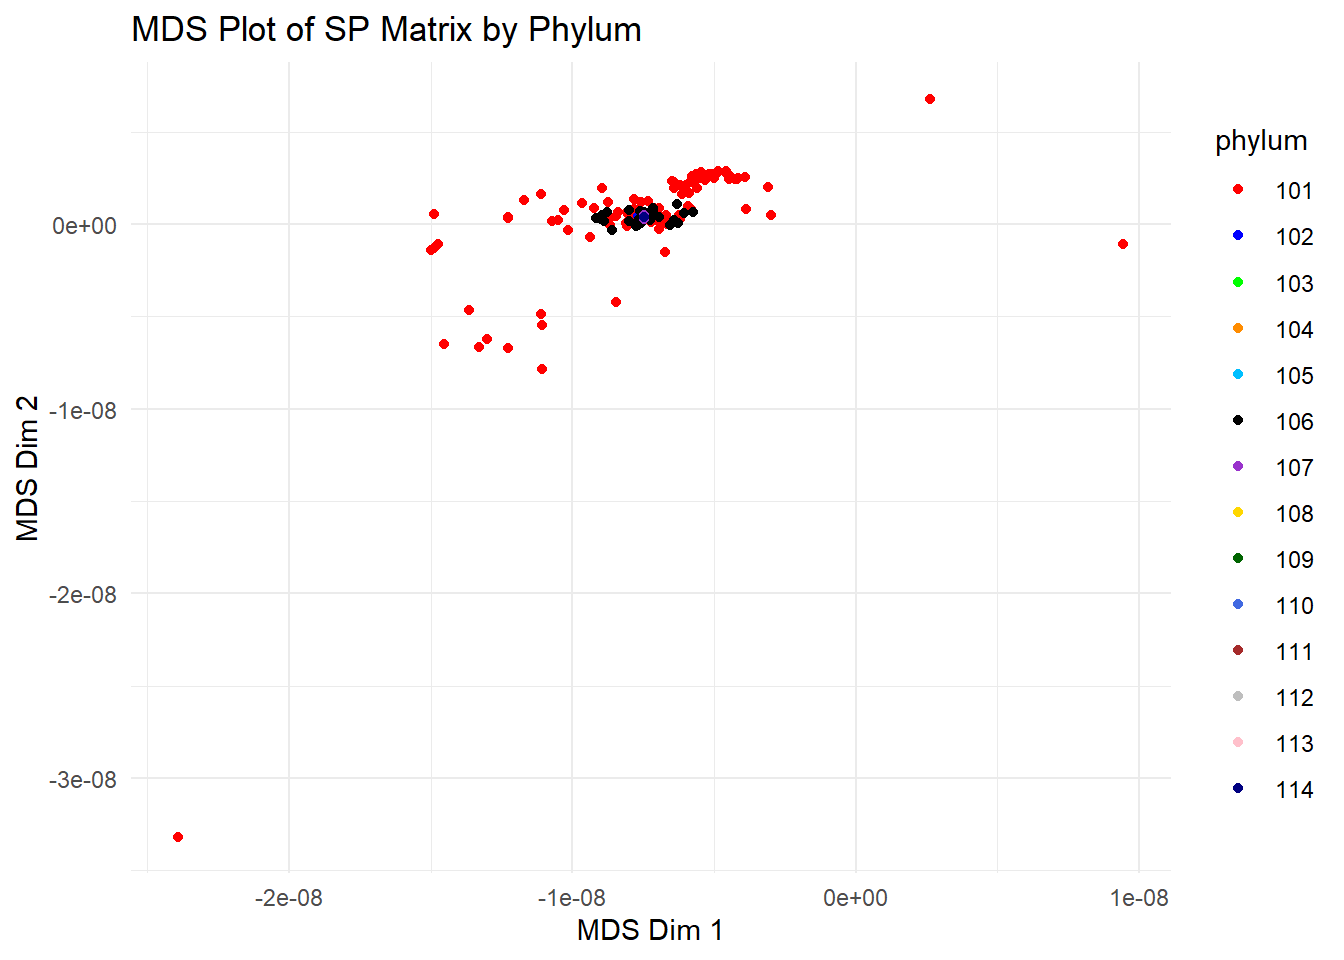 MDS Plot of SP Matrix by Phylum
phylum
101
102
103
104
105
106
107
108
109
110
111
112
113
114
0e+00
-1e-08
-2e-08
-3e-08
MDS Dim 2
-2e-08
-1e-08
0e+00
1e-08
MDS Dim 1